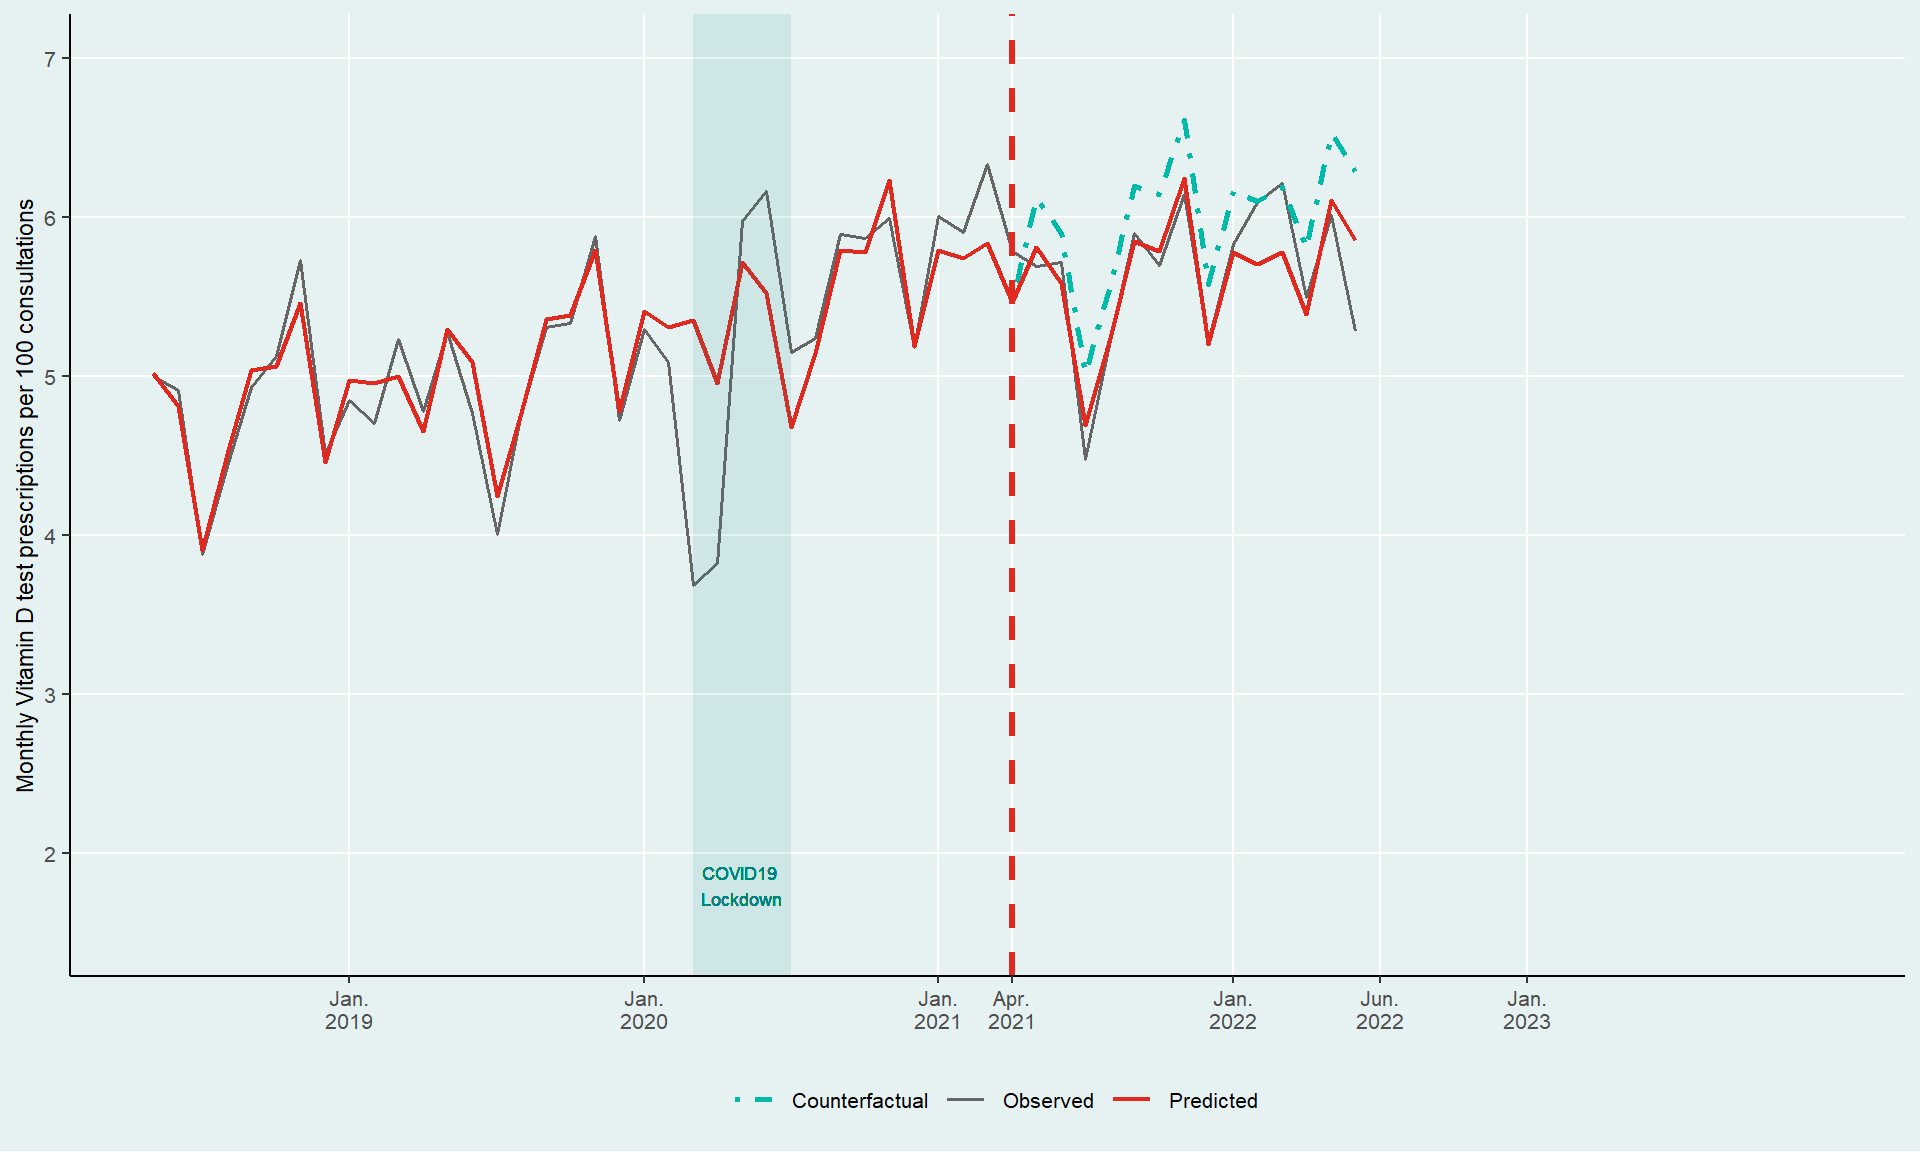 Monthly Vitamin D test prescriptions per 100 consultations
7
6
5
4
3
2
COVID19
Lockdown
Jan.
2019
Jan.
2020
Jan.
2021
Apr.
2021
Jan.
2022
Jun.
2022
Jan.
2023
Counterfactual
Observed
Predicted